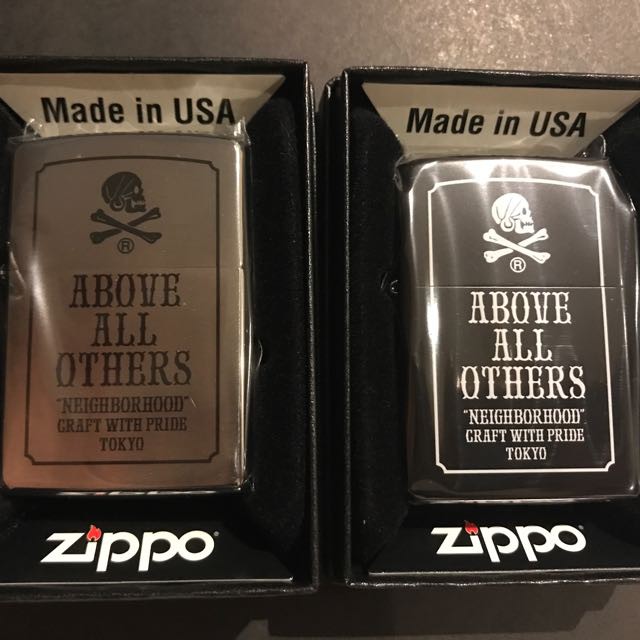 Made in USA
®
ABOVE
ALL
OTHERS
"NEIGHBORHOOD"
CRAFT WITH PRIDE
TOKYO
zippo®
Made in USA
®
ABOVE
ALL
OTHERS
"NEIGHBORHOOD"
CRAFT WITH PRIDE
TOKYO
zippo®